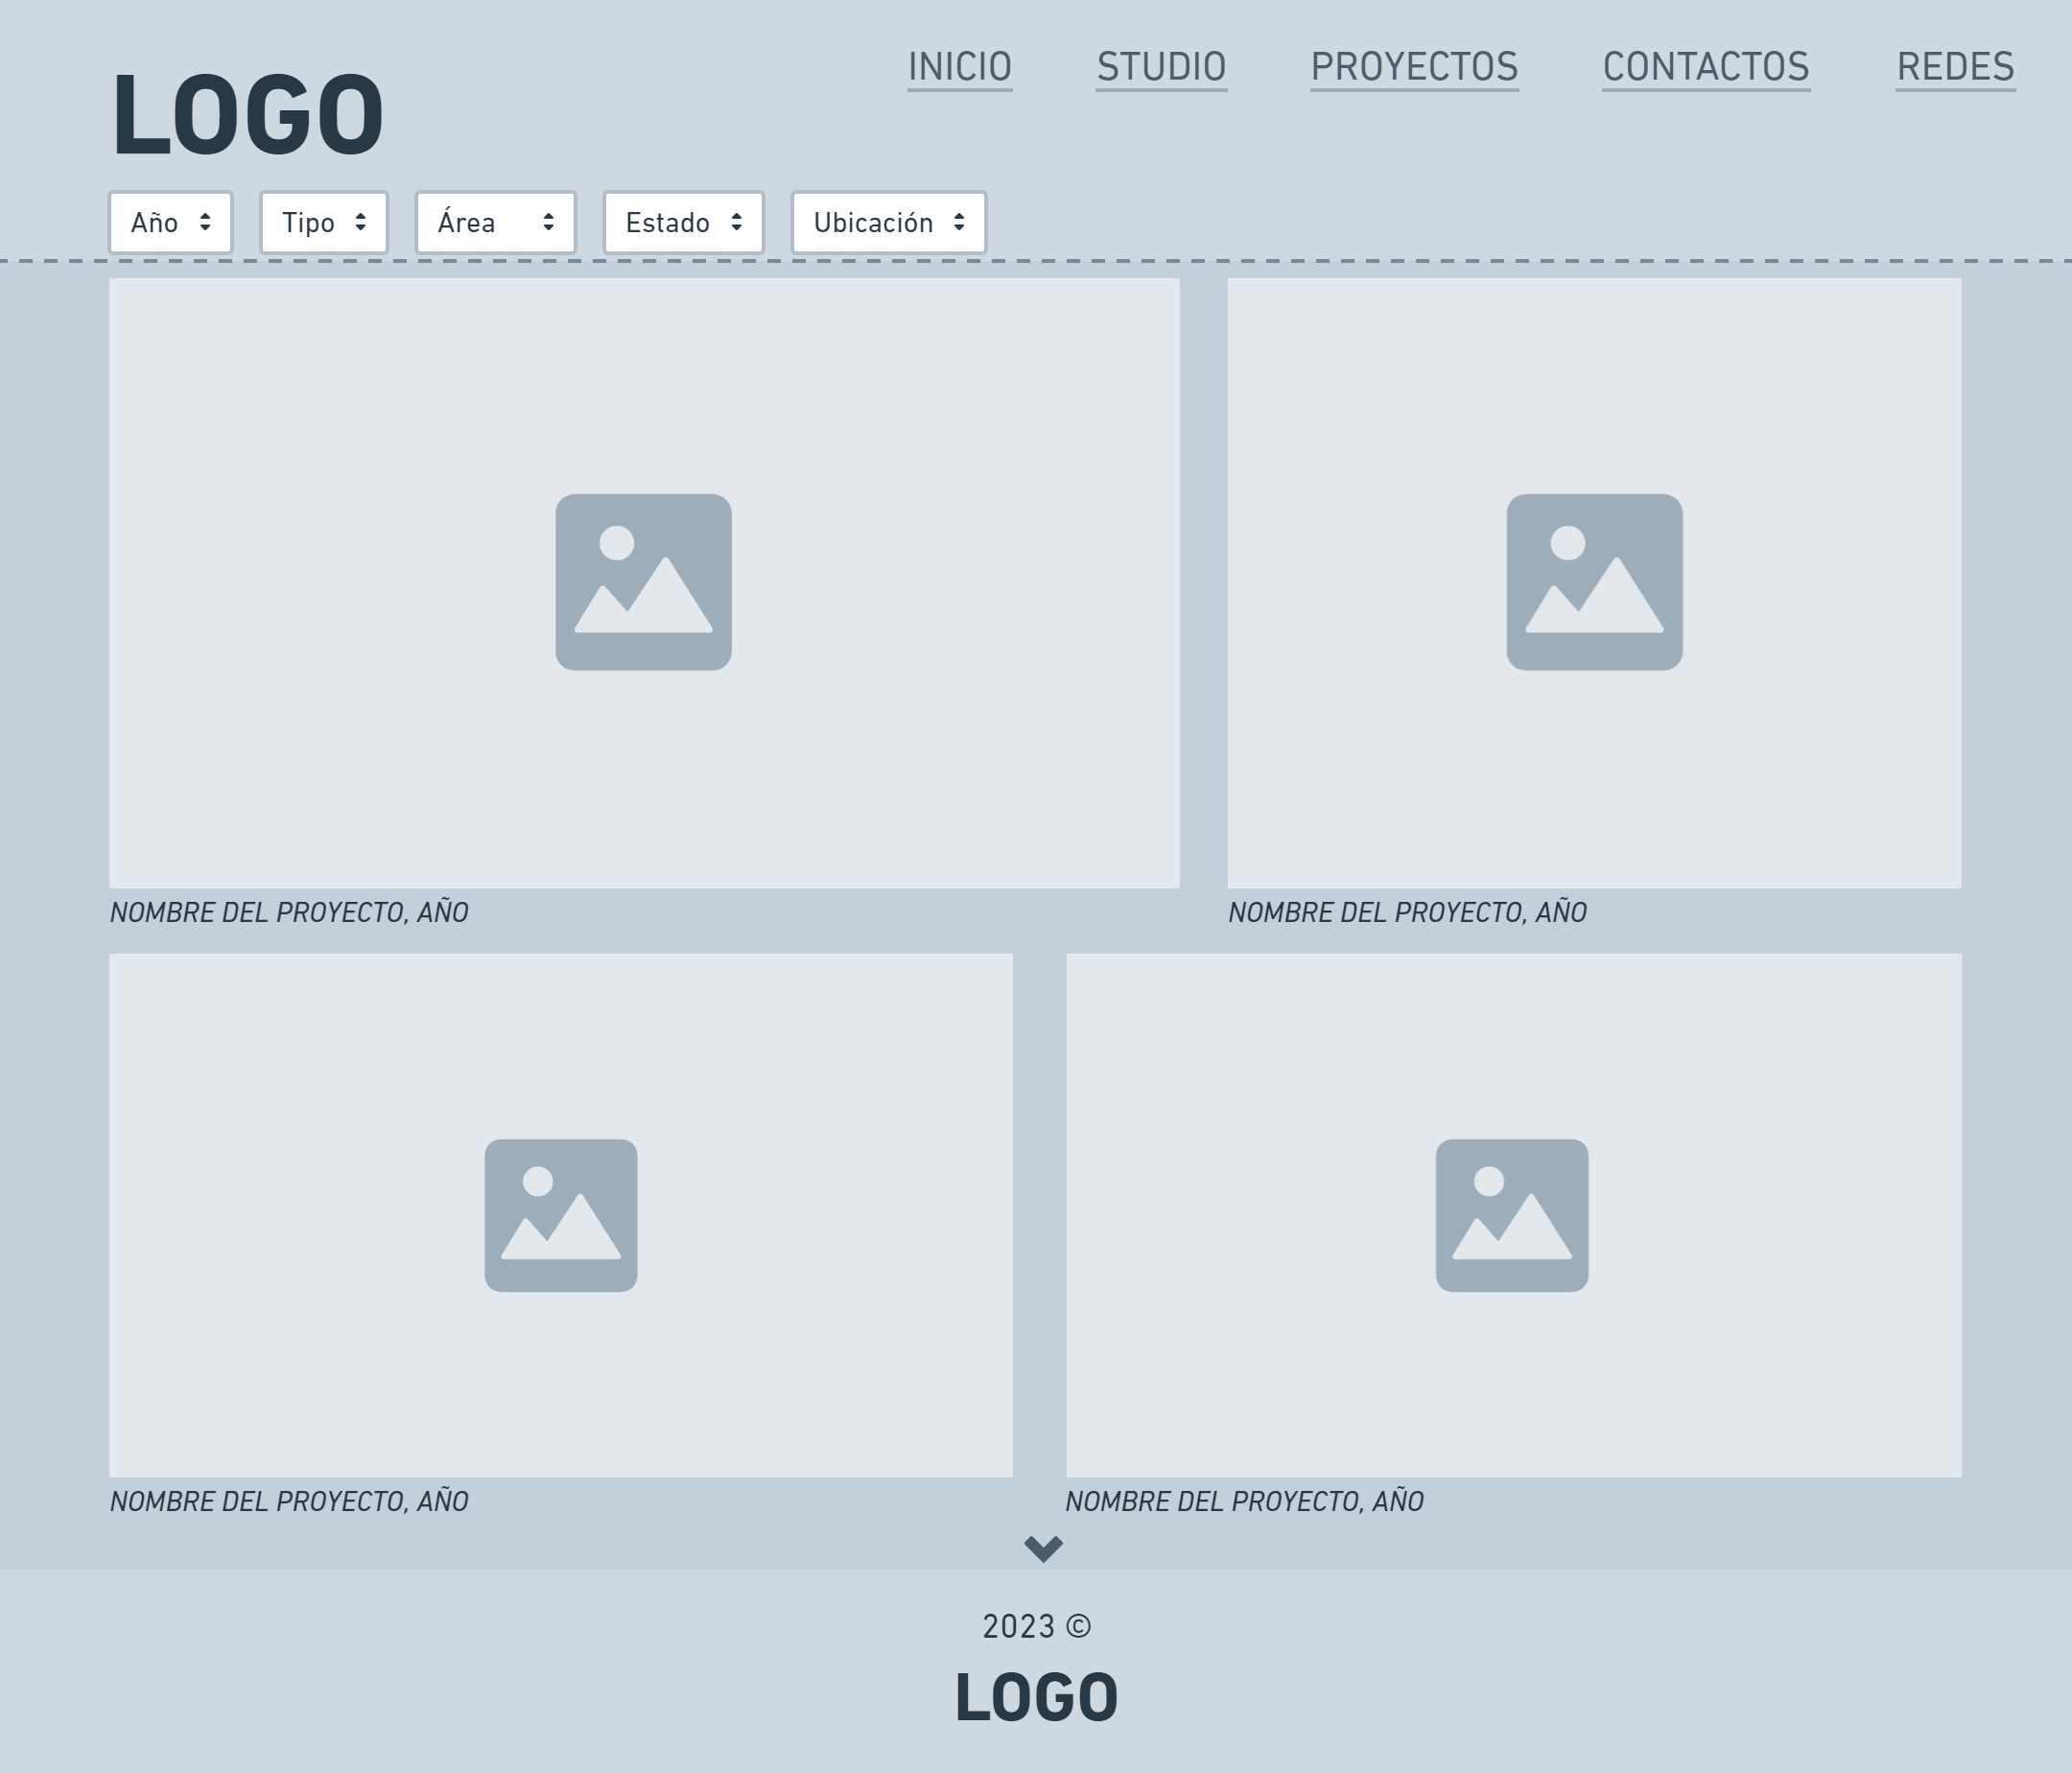 LOGO
INICIO STUDIO PROYECTOS CONTACTOS REDES
Año Tipo Área Estado Ubicación
NOMBRE DEL PROYECTO, AÑO
NOMBRE DEL PROYECTO, AÑO
NOMBRE DEL PROYECTO, AÑO
NOMBRE DEL PROYECTO, AÑO
2023 ©
LOGO